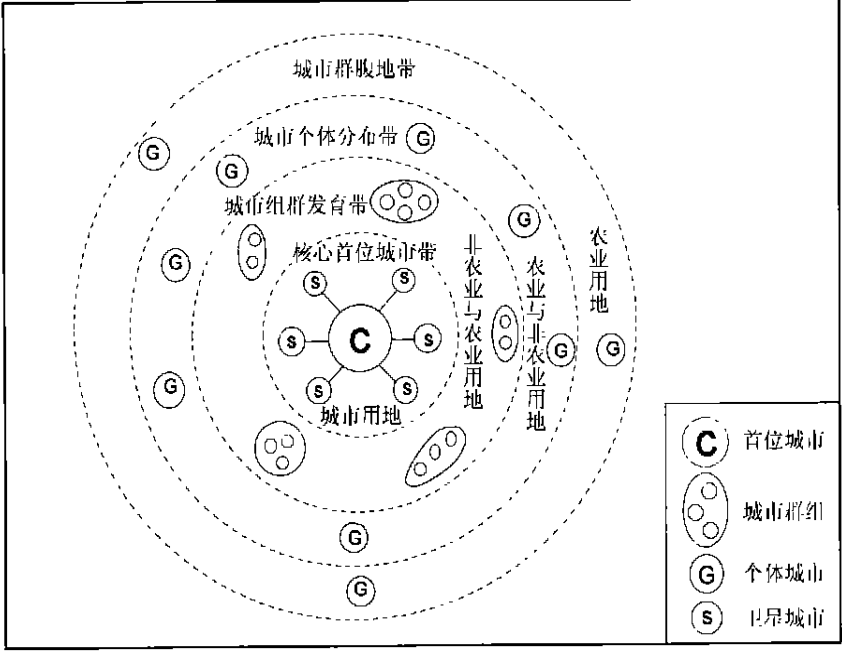 城市群腹地带
城市个体分布带
G
G
G
城市组群发育带
G
核心首位城市带
G
S
S
S
C
S
S
S
城市用地
非农业与农业用地
农业与非农业用地
农业用地
G
G
G
G
G
C 首位城市
城市群组
G 个体城市
S 卫星城市